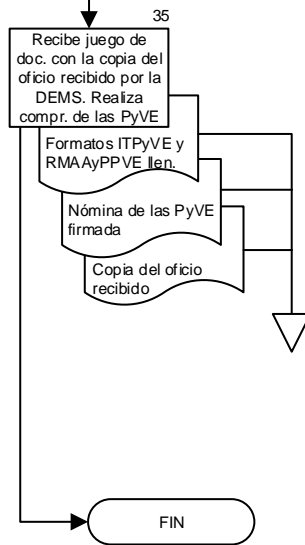 35
Recibe juego de
doc. con la copia del
oficio recibido por la
DEMS. Realiza
compr. de las PyVE
Formatos ITPyVE y
RMAAyPPVE llen.
Nómina de las PyVE
firmada
Copia del oficio
recibido
FIN